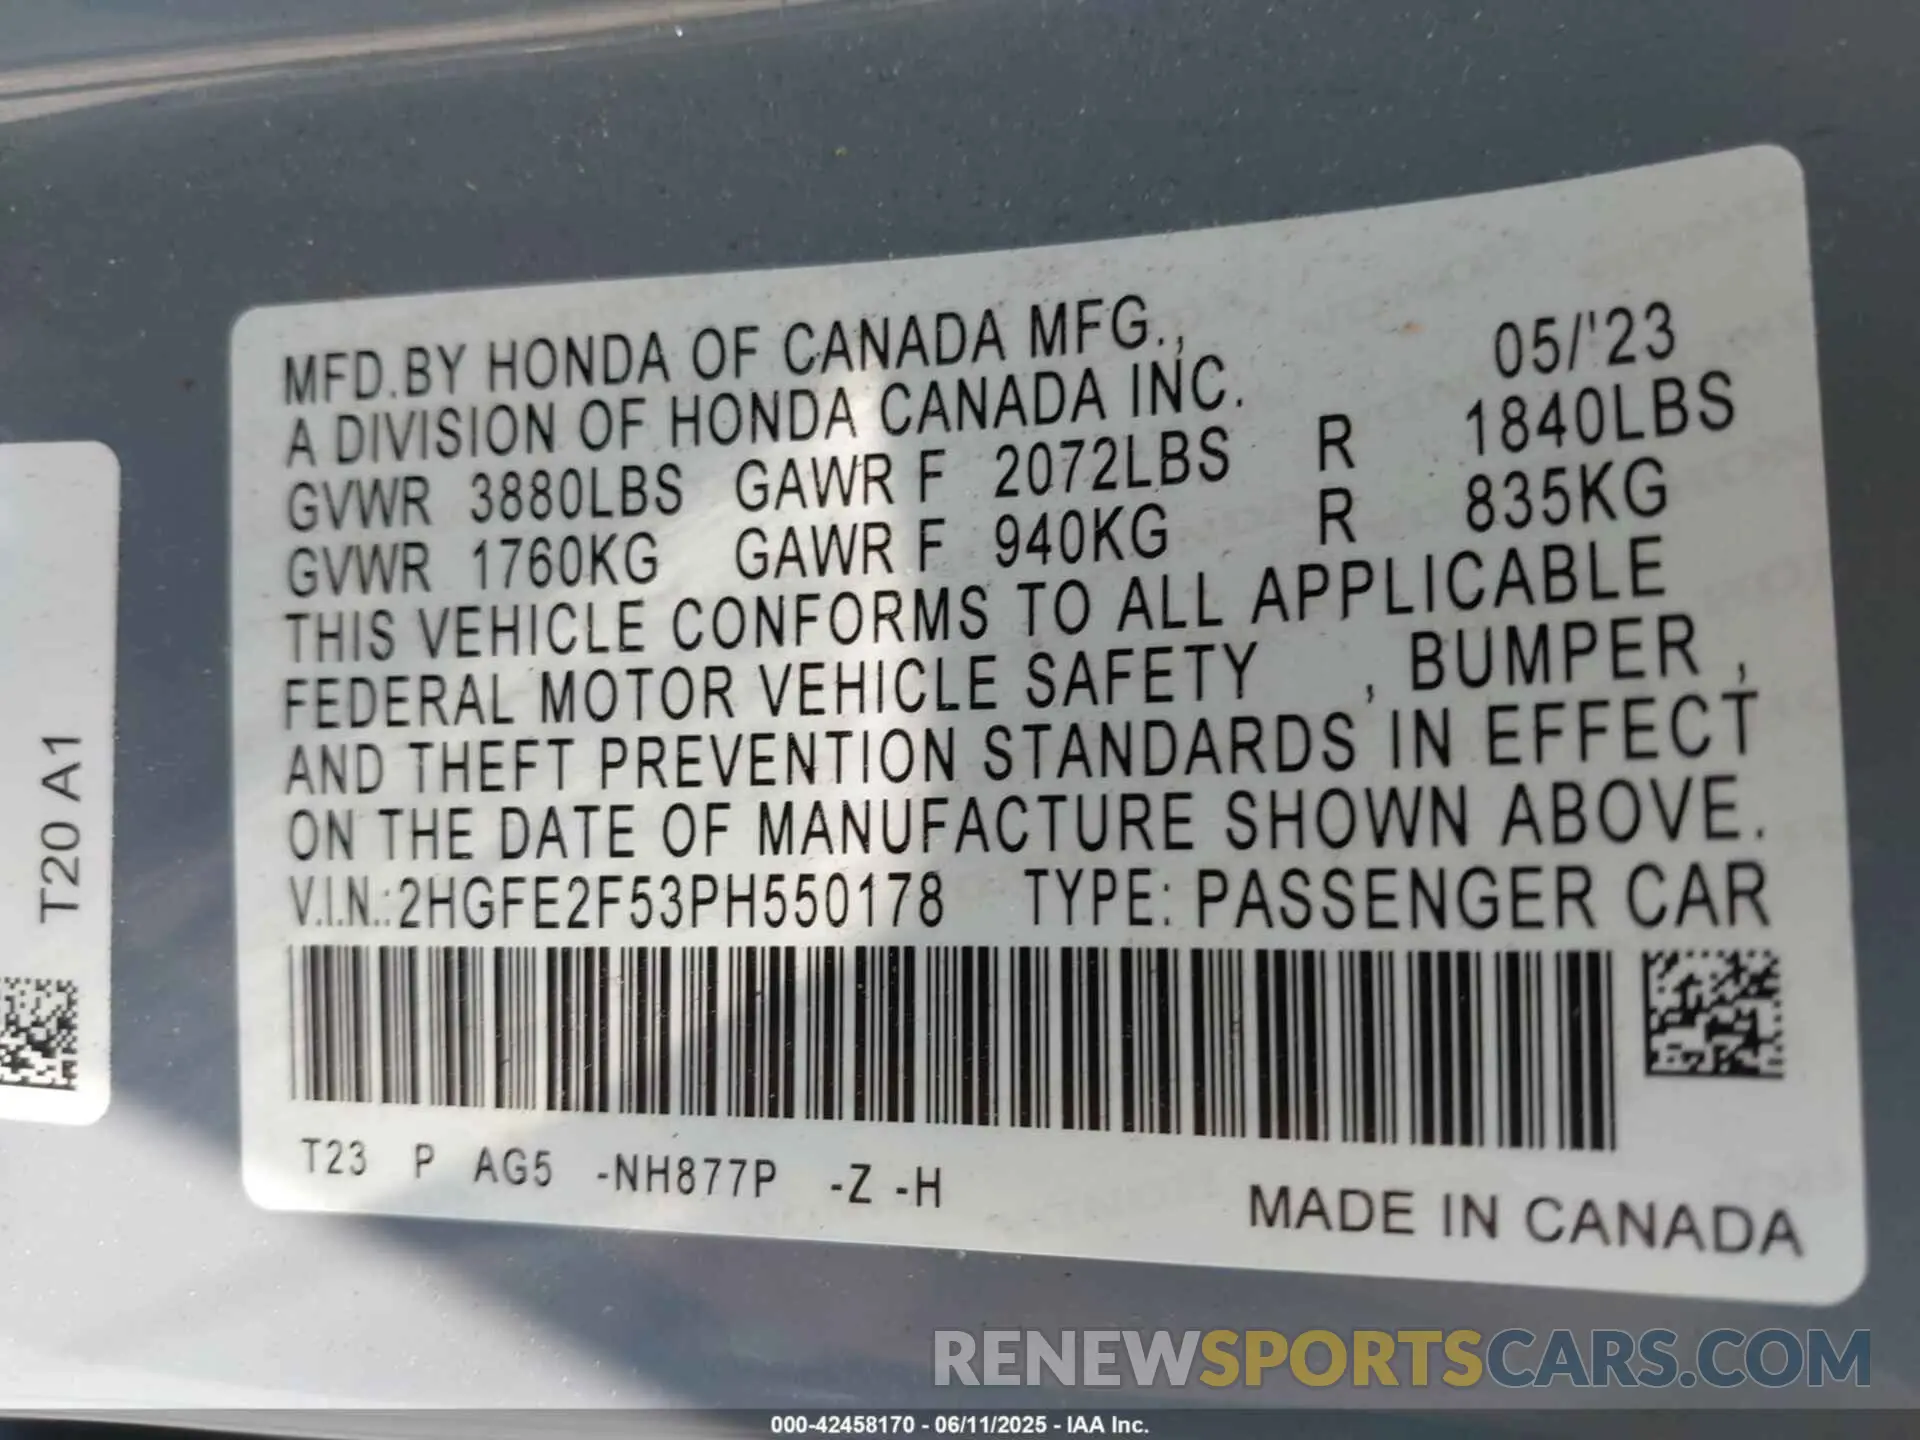 MFD.BY HONDA OF CANADA MFG., 05/'23
A DIVISION OF HONDA CANADA INC.
GVWR 3880LBS GAWR F 2072LBS R 1840LBS
GVWR 1760KG GAWR F 940KG R 835KG
THIS VEHICLE CONFORMS TO ALL APPLICABLE
FEDERAL MOTOR VEHICLE SAFETY , BUMPER ,
AND THEFT PREVENTION STANDARDS IN EFFECT
ON THE DATE OF MANUFACTURE SHOWN ABOVE.
V.I.N.:2HGFE2F53PH550178 TYPE: PASSENGER CAR
T23 P AG5 -NH877P -Z -H
MADE IN CANADA
T20 A1
RENEWSPORTSCARS.COM
000-42458170 - 06/11/2025 - IAA Inc.